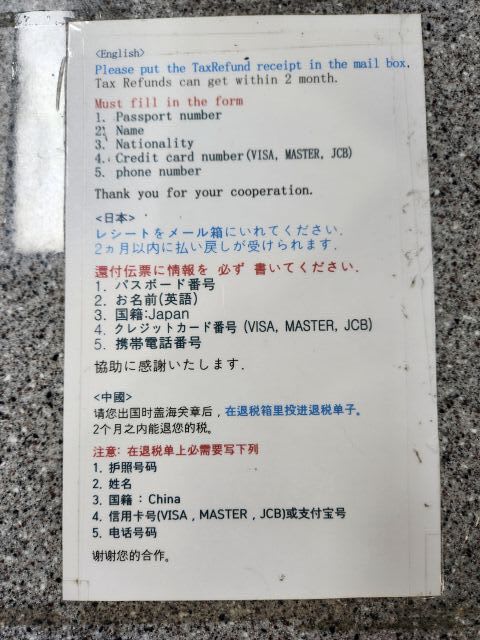 <English>
Please put the TaxRefund receipt in the mail box.
Tax Refunds can get within 2 month.
Must fill in the form
1. Passport number
2. Name
3. Nationality
4. Credit card number(VISA, MASTER, JCB)
5. phone number
Thank you for your cooperation.
<日本>
レシートをメール箱にいれてください.
2ヵ月以内に払い戻しが受けられます.
還付伝票に情報を 必ず 書いてください.
1. パスボード番号
2. お名前(英語)
3. 国籍:Japan
4. クレジットカード番号 (VISA, MASTER, JCB)
5. 携帯電話番号
協助に感謝いたします.
<中國>
请您出国时盖海关章后，在退税箱里投进退税单子。
2个月之内能退您的税。
注意: 在退税单上必需要写下列
1. 护照号码
2. 姓名
3. 国籍：China
4. 信用卡号(VISA , MASTER , JCB)或支付宝号
5. 电话号码
谢谢您的合作。